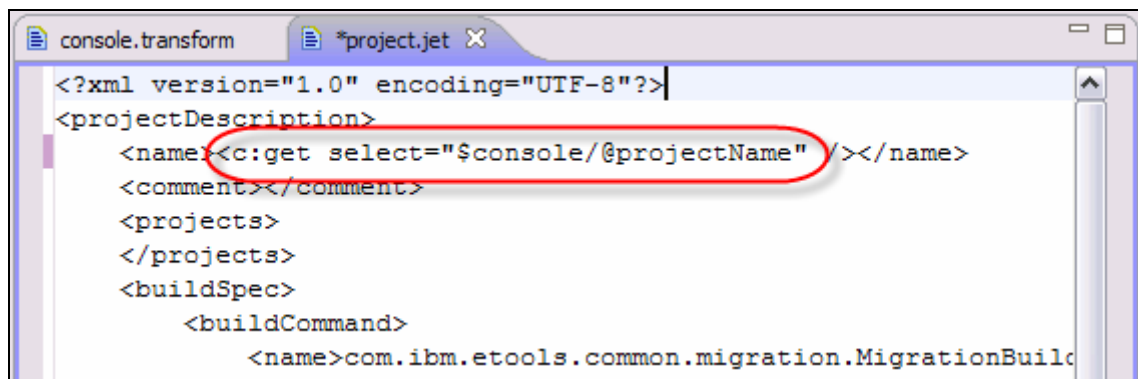 console.transform *project.jet
<?xml version="1.0" encoding="UTF-8"?>
<projectDescription>
<name><c:get select="$console/@projectName" /></name>
<comment></comment>
<projects>
</projects>
<buildSpec>
<buildCommand>
<name>com.ibm.etools.common.migration.MigrationBuild